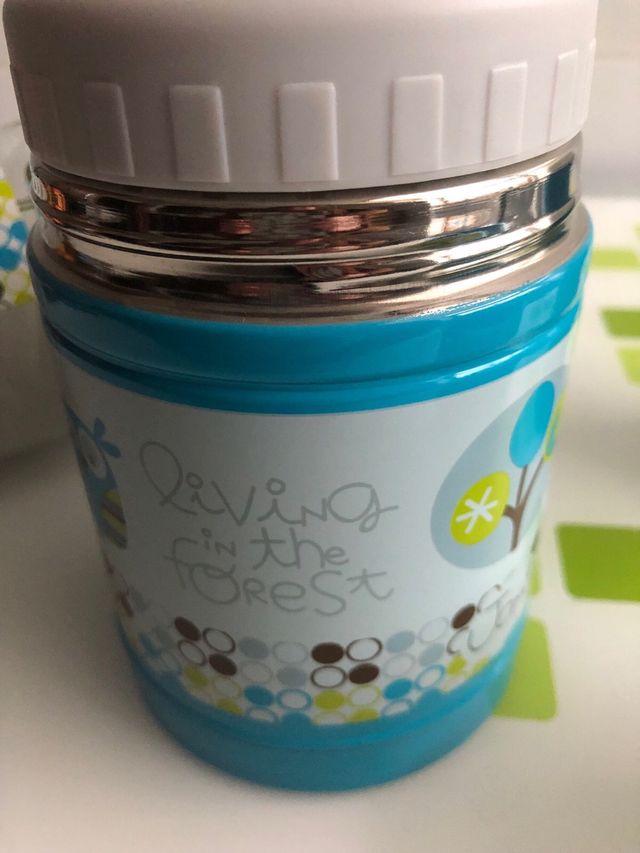 living
in the
forest